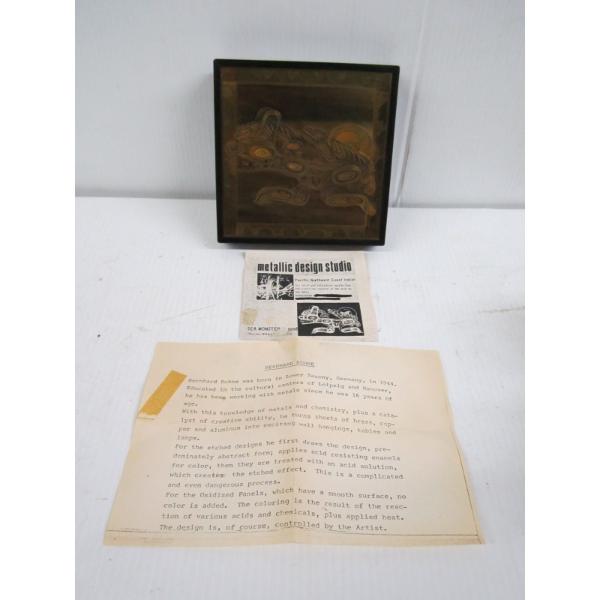 metallic design studio
Pacific Northwest Coast Indian
SEA MONSTER
BERNHARD ROHNE
Bernhard Rohne was born in Lower Saxony, Germany, in 1944.
Educated in the cultural centers of Leipzig and Hanover,
he has been working with metals since he was 16 years of
age.
With this knowledge of metals and chemistry, plus a cata-
lyst of creative ability, he turns sheets of brass, cop-
per and aluminum into exciting wall hangings, tables and
lamps.
For the etched designs he first draws the design, pre-
dominately abstract form; applies acid resisting enamels
for color, then they are treated with an acid solution,
which creates the etched effect. This is a complicated
and even dangerous process.
For the Oxidized Panels, which have a smooth surface, no
color is added. The coloring is the result of the reac-
tion of various acids and chemicals, plus applied heat.
The design is, of course, controlled by the Artist.